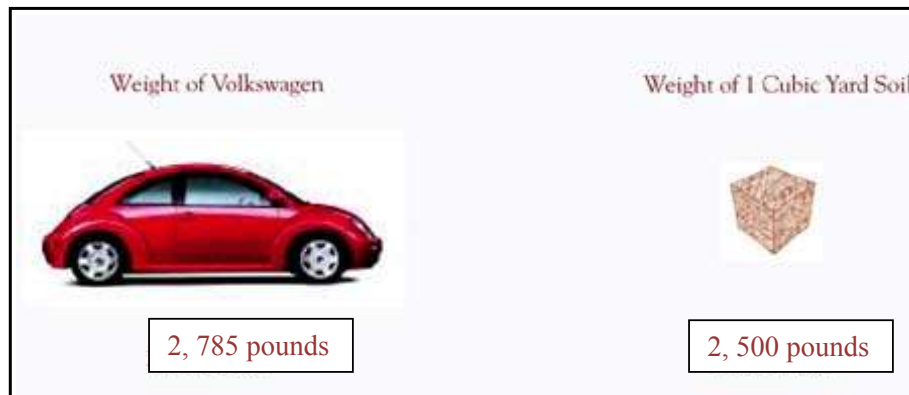 Weight of Volkswagen
Weight of 1 Cubic Yard Soil
2, 785 pounds
2, 500 pounds